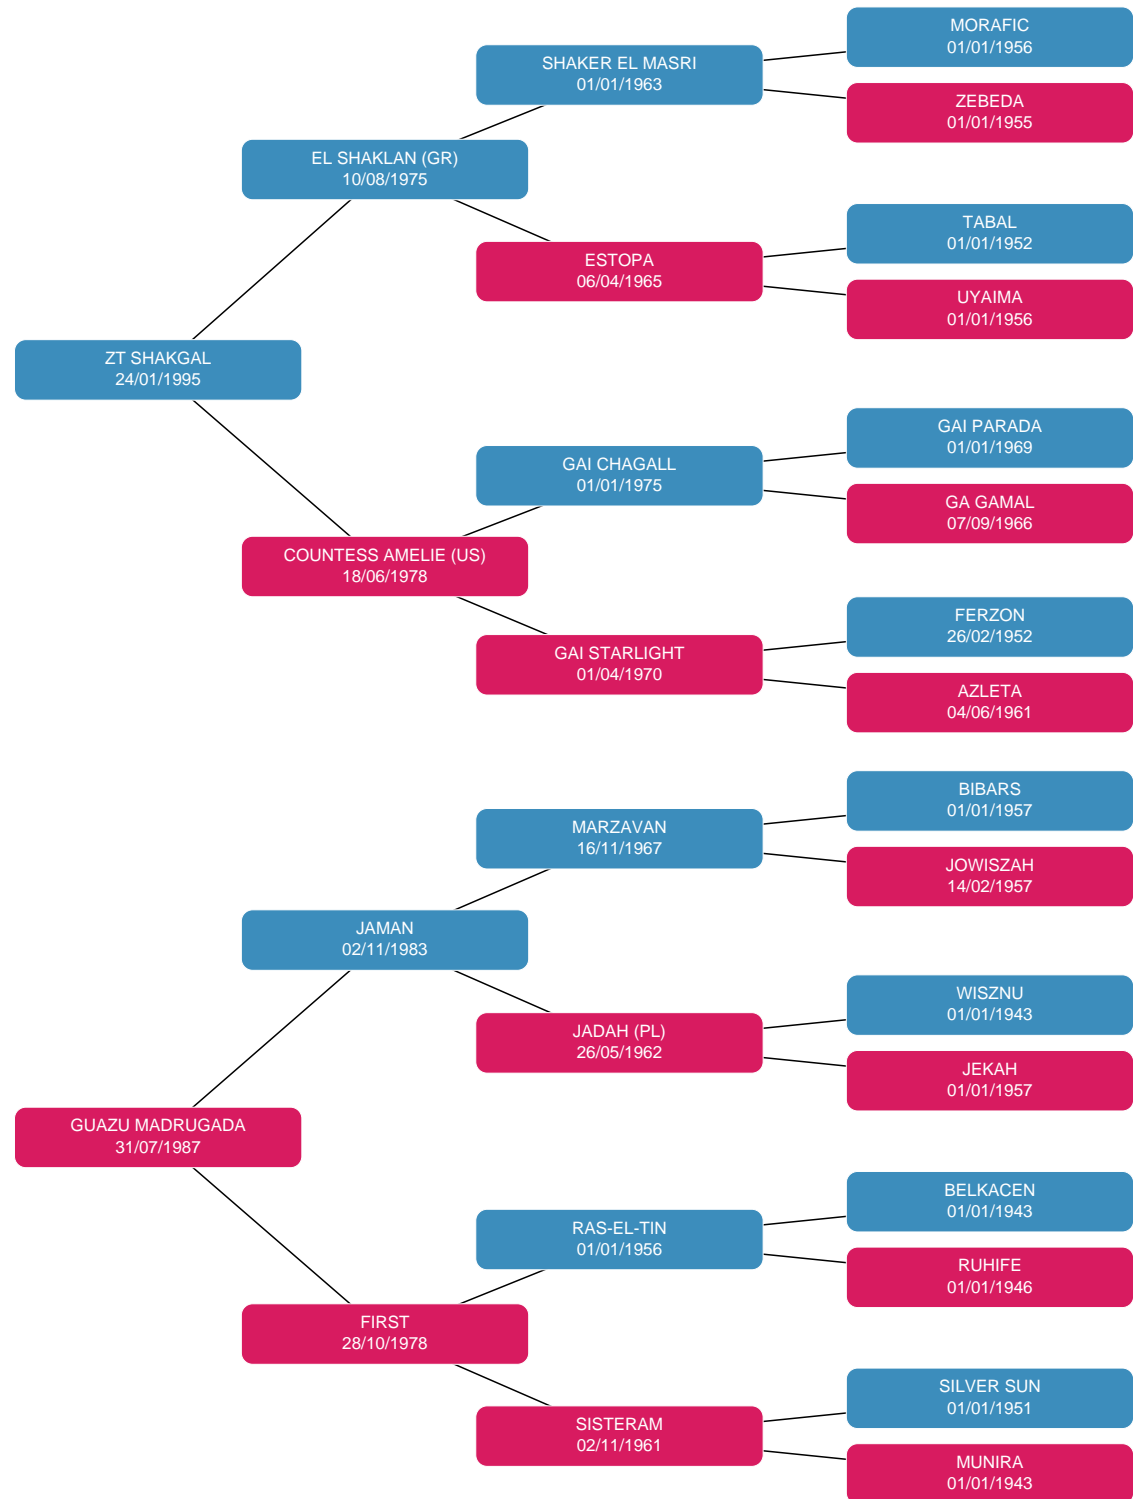 MORAFIC
01/01/1956
SHAKER EL MASRI
01/01/1963
ZEBEDA
01/01/1955
EL SHAKLAN (GR)
10/08/1975
TABAL
01/01/1952
ESTOPA
06/04/1965
UYAIMA
01/01/1956
ZT SHAKGAL
24/01/1995
GAI PARADA
01/01/1969
GAI CHAGALL
01/01/1975
GA GAMAL
07/09/1966
COUNTESS AMELIE (US)
18/06/1978
FERZON
26/02/1952
GAI STARLIGHT
01/04/1970
AZLETA
04/06/1961
BIBARS
01/01/1957
MARZAVAN
16/11/1967
JOWISZAH
14/02/1957
JAMAN
02/11/1983
WISZNU
01/01/1943
JADAH (PL)
26/05/1962
JEKAH
01/01/1957
GUAZU MADRUGADA
31/07/1987
BELKACEN
01/01/1943
RAS-EL-TIN
01/01/1956
RUHIFE
01/01/1946
FIRST
28/10/1978
SILVER SUN
01/01/1951
SISTERAM
02/11/1961
MUNIRA
01/01/1943